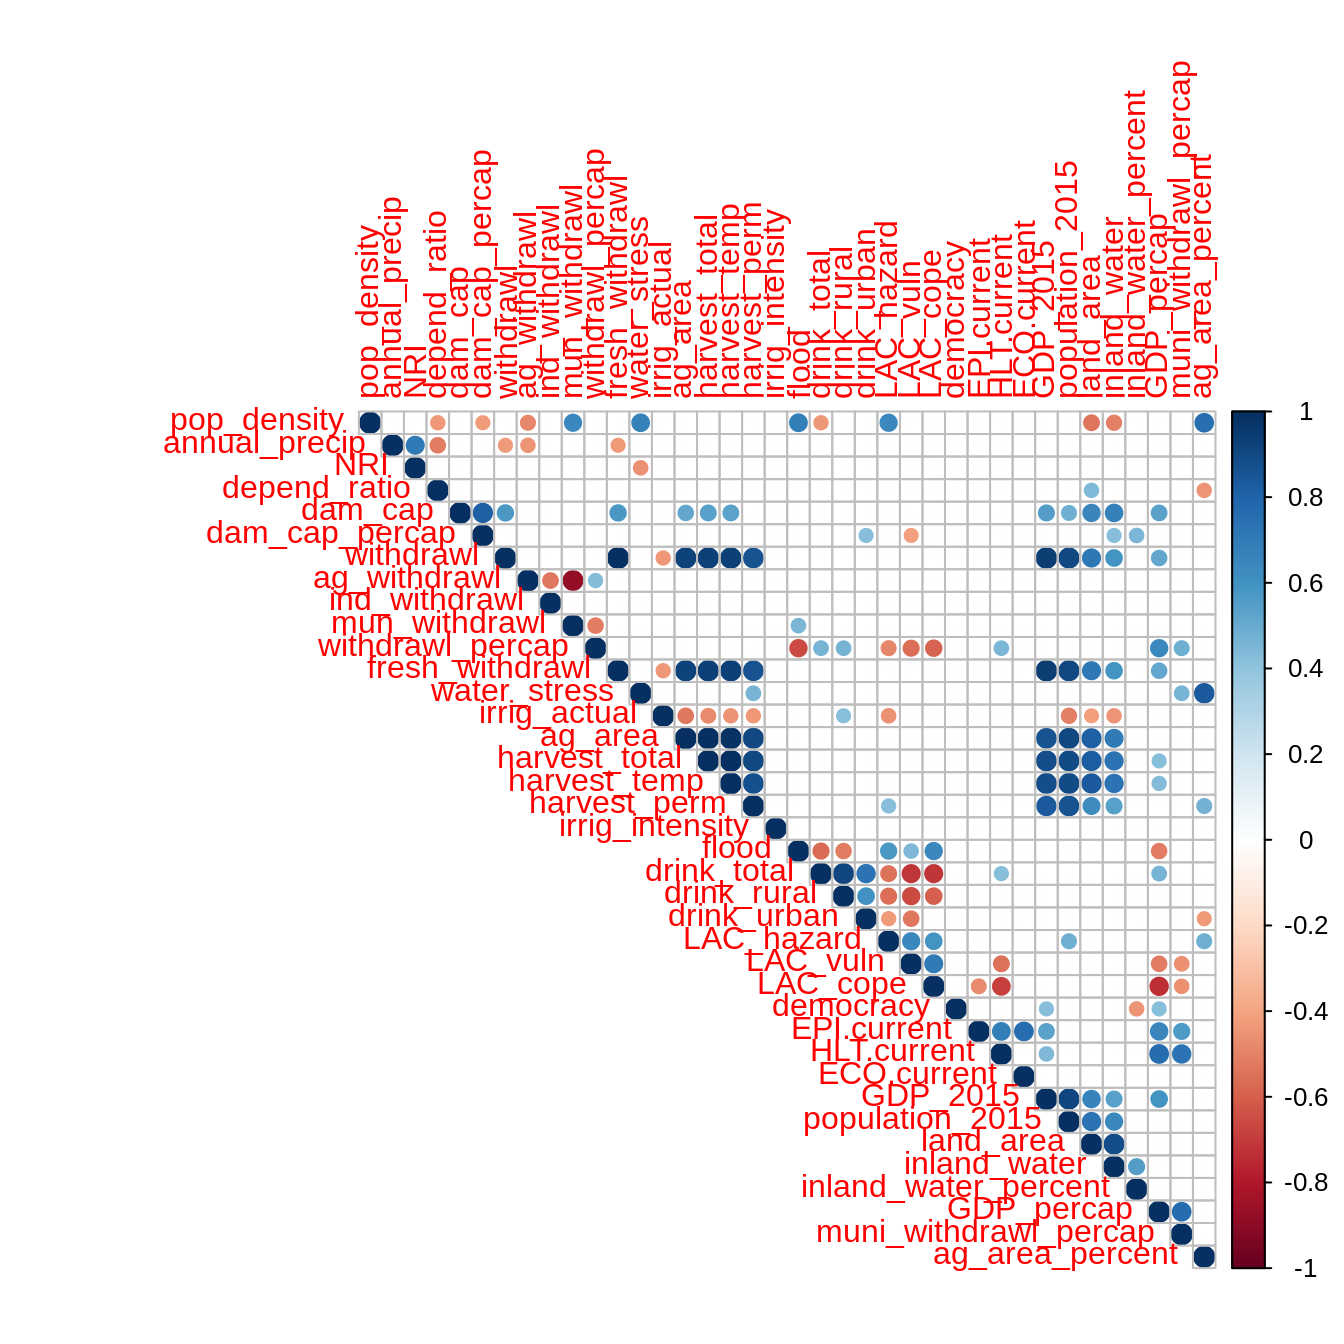 pop_density
annual_precip
NRI
depend_ratio
dam_cap
dam_cap_percap
withdrawl
ag_withdrawl
ind_withdrawl
mun_withdrawl
withdrawl_percap
fresh_withdrawl
water_stress
irrig_actual
ag_area
harvest_total
harvest_temp
harvest_perm
irrig_intensity
flood
drink_total
drink_rural
drink_urban
LAC_hazard
LAC_vuln
LAC_cope
democracy
EPI.current
HLT.current
ECO.current
GDP_2015
population_2015
land_area
inland_water
inland_water_percent
GDP_percap
muni_withdrawl_percap
ag_area_percent
pop_density
annual_precip
NRI
depend_ratio
dam_cap
dam_cap_percap
withdrawl
ag_withdrawl
ind_withdrawl
mun_withdrawl
withdrawl_percap
fresh_withdrawl
water_stress
irrig_actual
ag_area
harvest_total
harvest_temp
harvest_perm
irrig_intensity
flood
drink_total
drink_rural
drink_urban
LAC_hazard
LAC_vuln
LAC_cope
democracy
EPI.current
HLT.current
ECO.current
GDP_2015
population_2015
land_area
inland_water
inland_water_percent
GDP_percap
muni_withdrawl_percap
ag_area_percent
1
0.8
0.6
0.4
0.2
0
-0.2
-0.4
-0.6
-0.8
-1